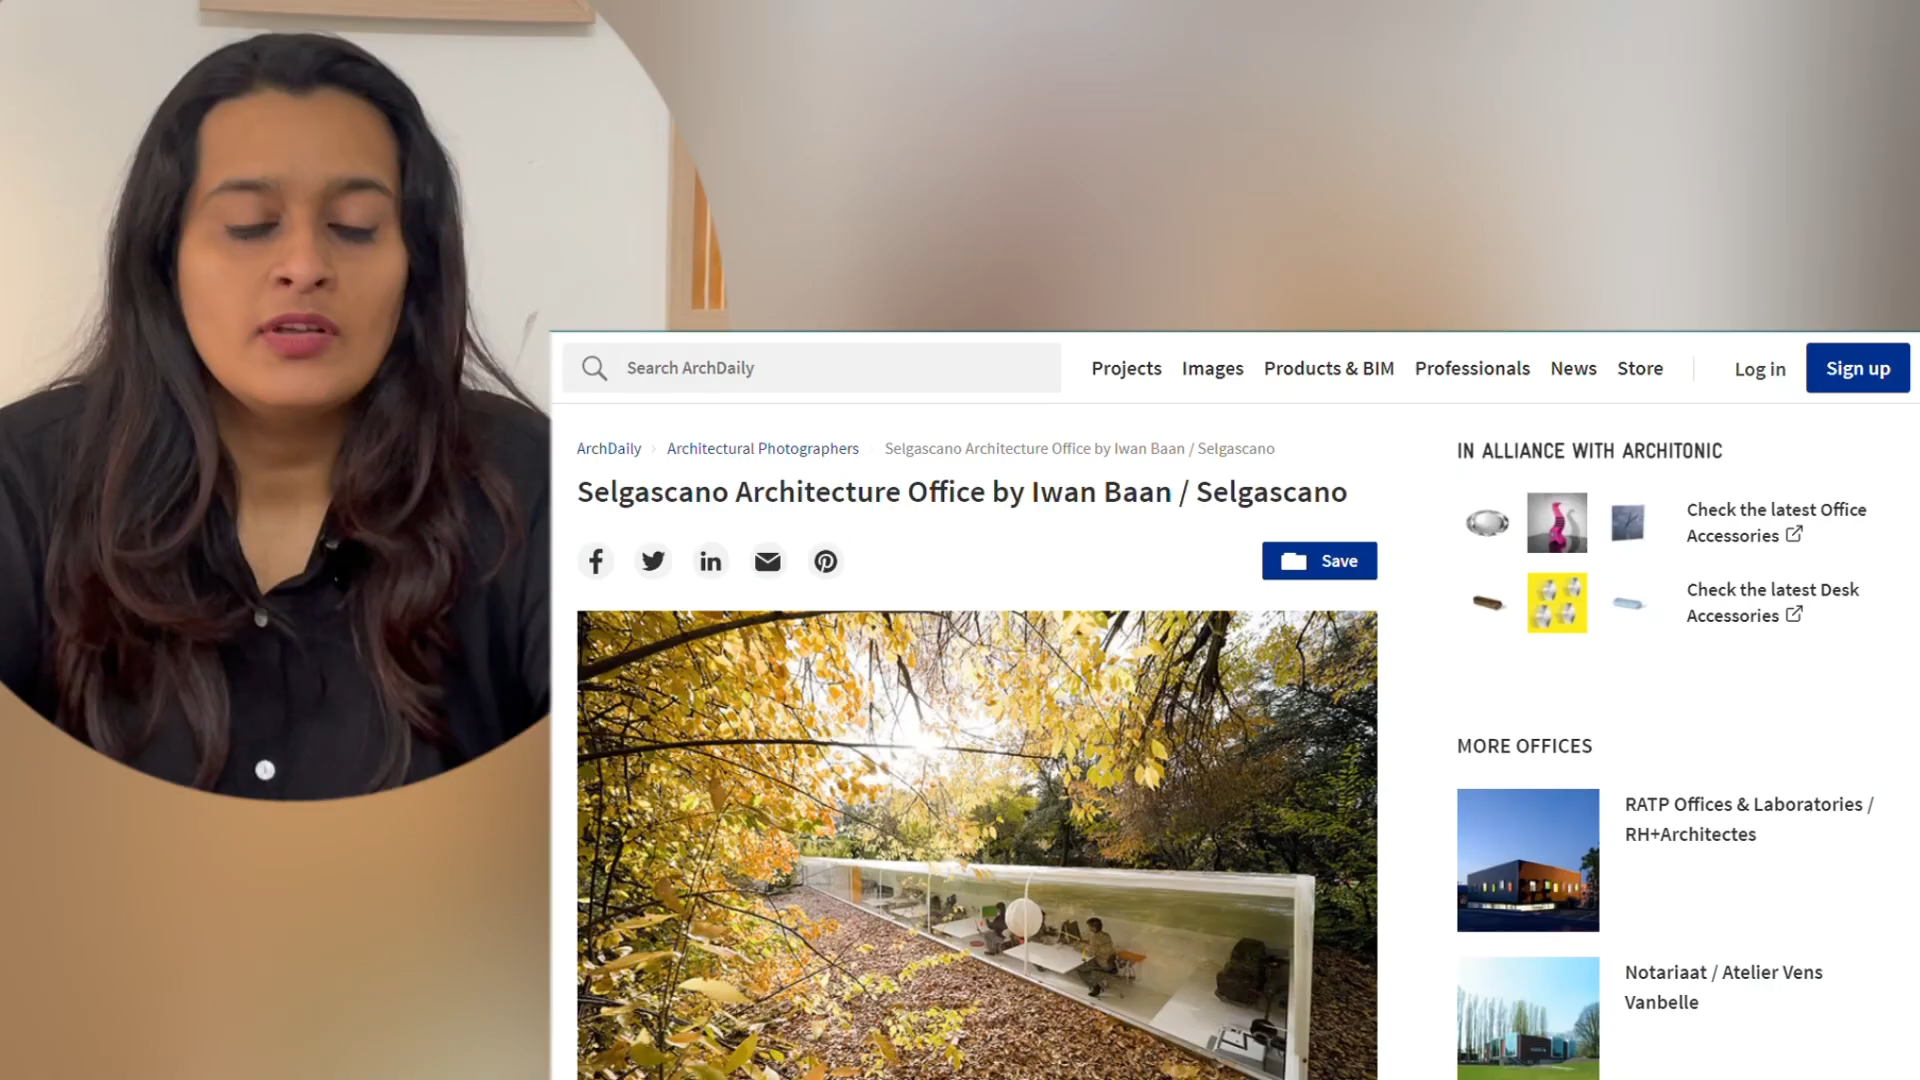 Search ArchDaily
Projects Images Products & BIM Professionals News Store Log in Sign up
ArchDaily Architectural Photographers Selgascano Architecture Office by Iwan Baan / Selgascano
Selgascano Architecture Office by Iwan Baan / Selgascano
Save
IN ALLIANCE WITH ARCHITONIC
Check the latest Office
Accessories
Check the latest Desk
Accessories
MORE OFFICES
RATP Offices & Laboratories /
RH+Architectes
Notariaat / Atelier Vens
Vanbelle